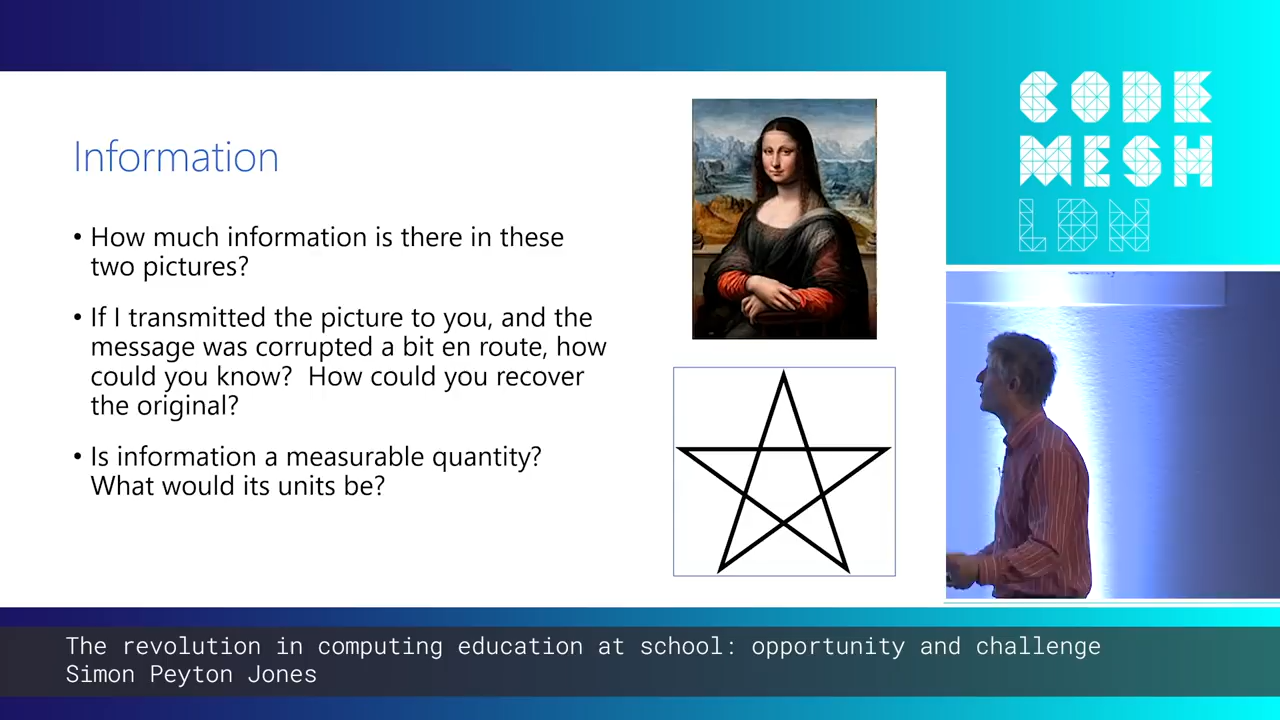 CODE
MESH
LDN
Information
• How much information is there in these
two pictures?
• If I transmitted the picture to you, and the
message was corrupted a bit en route, how
could you know?  How could you recover
the original?
• Is information a measurable quantity?
What would its units be?
The revolution in computing education at school: opportunity and challenge
Simon Peyton Jones